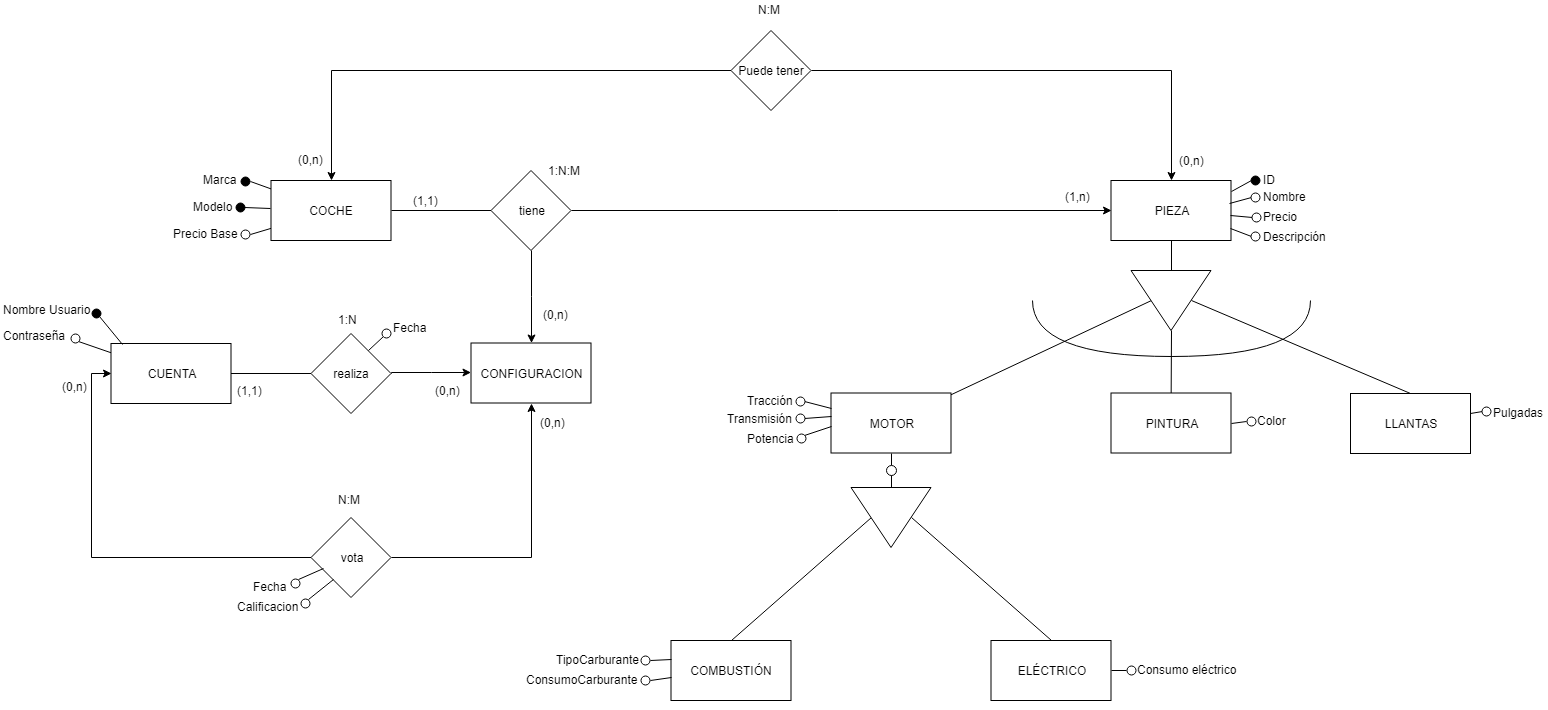 N:M
Puede tener
(0,n)
(0,n)
Marca
Modelo
Precio Base
COCHE
(1,1)
1:N:M
tiene
(1,n)
PIEZA
ID
Nombre
Precio
Descripción
(0,n)
Nombre Usuario
Contraseña
(0,n)
CUENTA
(1,1)
1:N
realiza
Fecha
(0,n)
CONFIGURACION
(0,n)
Tracción
Transmisión
Potencia
MOTOR
PINTURA
Color
LLANTAS
Pulgadas
N:M
vota
Fecha
Calificacion
TipoCarburante
ConsumoCarburante
COMBUSTIÓN
ELÉCTRICO
Consumo eléctrico